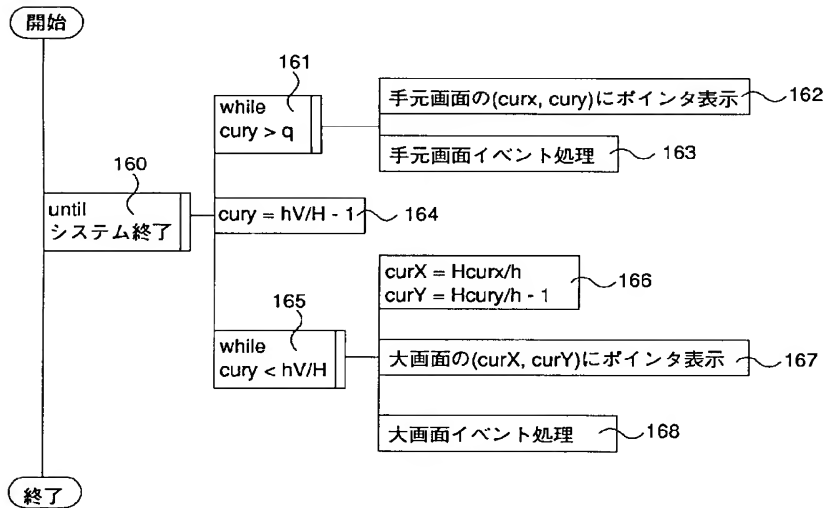 開始
160
until
システム終了
161
while
cury > q
手元画面の(curx, cury)にポインタ表示
162
手元画面イベント処理
163
cury = hV/H - 1
164
165
while
cury < hV/H
curX = Hcurx/h
curY = Hcury/h - 1
166
大画面の(curX, curY)にポインタ表示
167
大画面イベント処理
168
終了